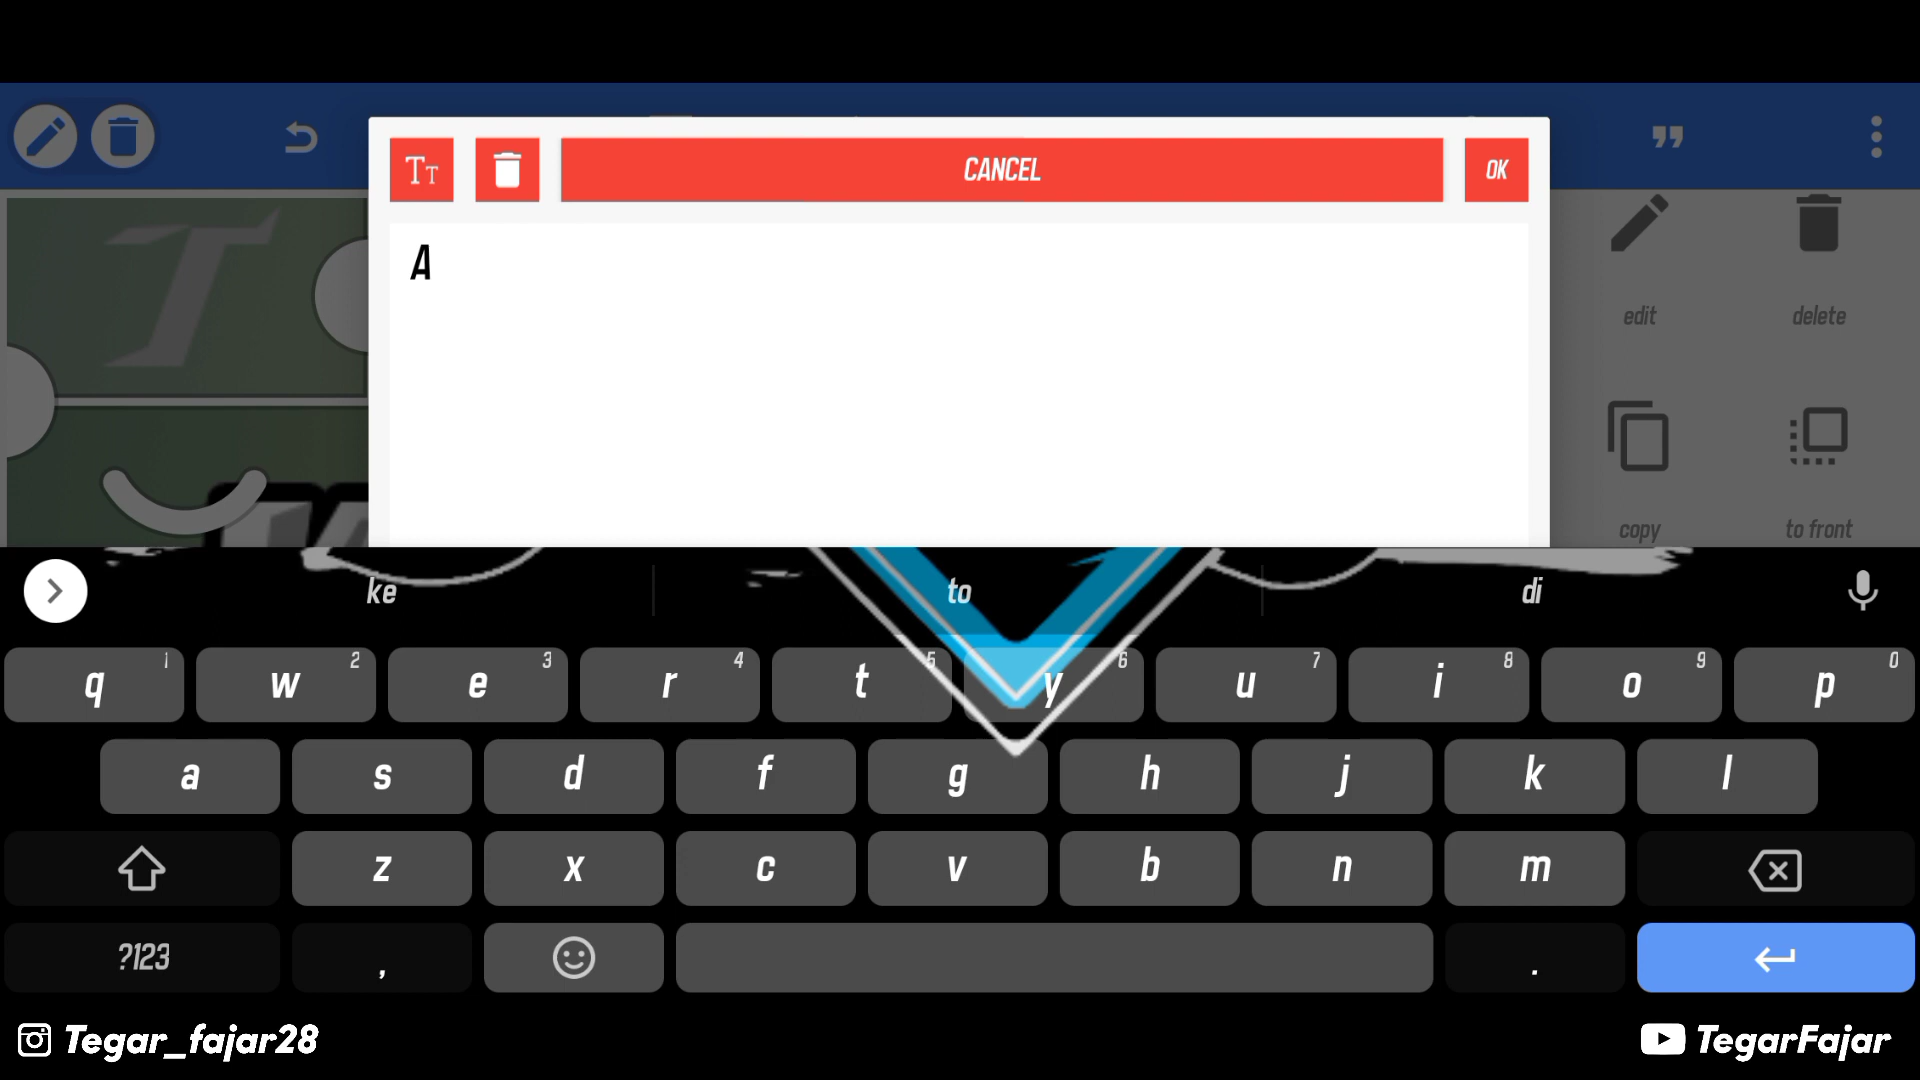 CANCEL
OK
A
edit
delete
copy
to front
ke
to
di
q 1 w 2 e 3 r 4 t 5 y 6 u 7 i 8 o 9 p 0
a s d f g h j k l
z x c v b n m
?123 , .
Tegar_fajar28
TegarFajar